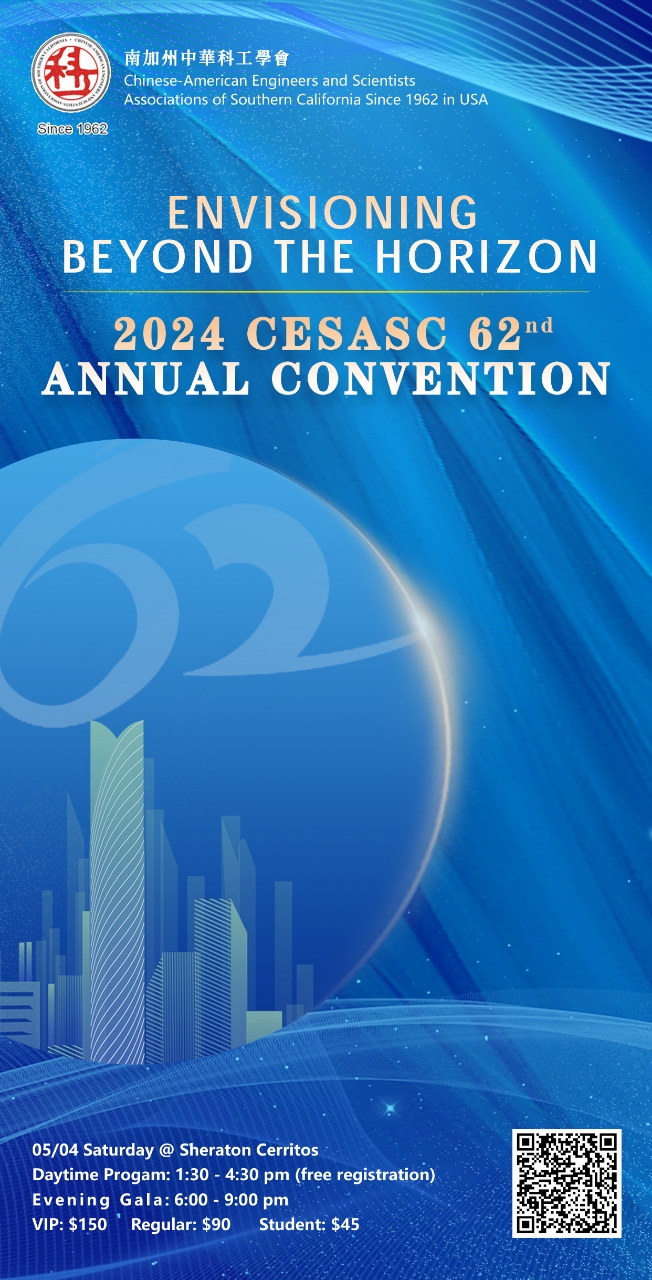 科
南加州中華科工學會
Chinese-American Engineers and Scientists
Associations of Southern California Since 1962 in USA
Since 1962
ENVISIONING
BEYOND THE HORIZON
2024 CESASC 62nd
ANNUAL CONVENTION
62
05/04 Saturday @ Sheraton Cerritos
Daytime Progam: 1:30 - 4:30 pm (free registration)
Evening Gala: 6:00 - 9:00 pm
VIP: $150 Regular: $90 Student: $45